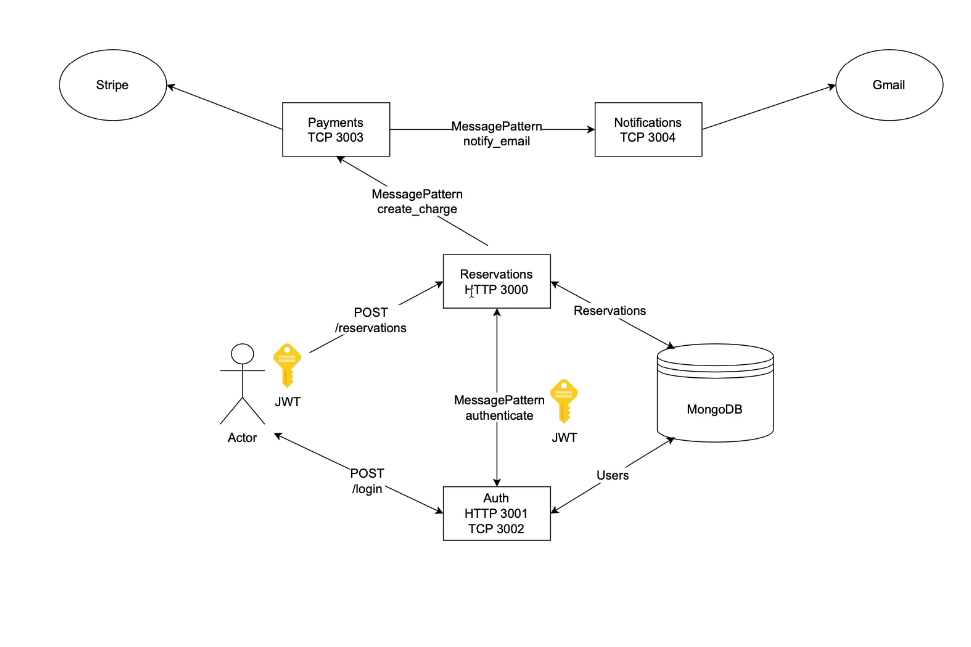 Stripe
Gmail
Payments
TCP 3003
MessagePattern
notify_email
Notifications
TCP 3004
MessagePattern
create_charge
Reservations
HTTP 3000
POST
/reservations
Reservations
JWT
MessagePattern
authenticate
JWT
MongoDB
Actor
POST
/login
Users
Auth
HTTP 3001
TCP 3002